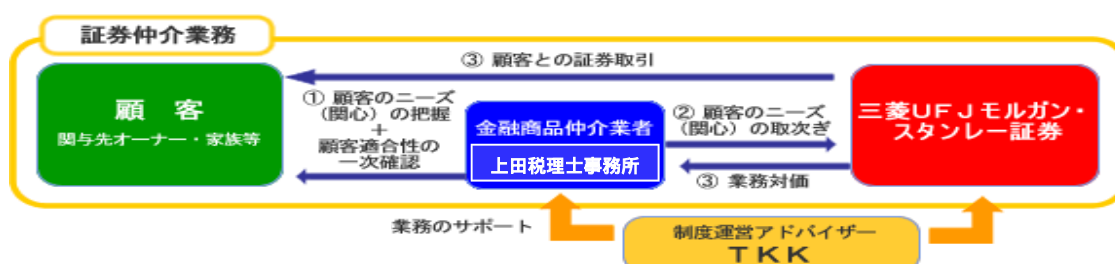 証券仲介業務
③ 顧客との証券取引
顧 客
関与先オーナー・家族等
① 顧客のニーズ
(関心) の把握
+
顧客適合性の
一次確認
金融商品仲介業者
上田税理士事務所
② 顧客のニーズ
(関心) の取次ぎ
③ 業務対価
三菱UFJモルガン・
スタンレー証券
業務のサポート
制度運営アドバイザー
TKK